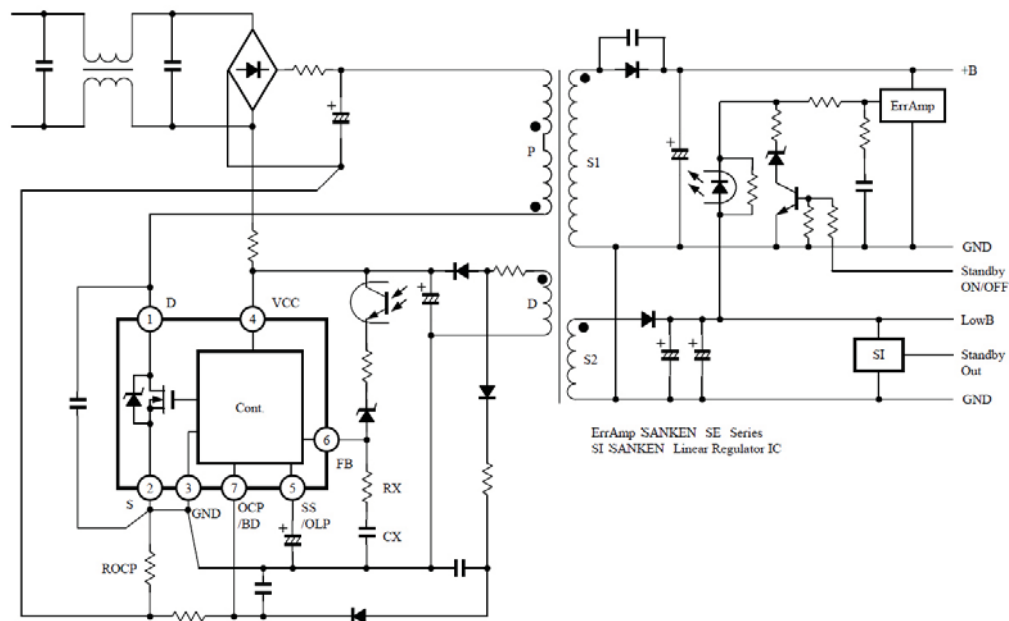 +B
ErrAmp
P
S1
GND
Standby
ON/OFF
D
VCC
D
1
4
LowB
S2
SI
Standby
Out
Cont.
GND
6
FB
ErrAmp SANKEN SE Series
SI SANKEN Linear Regulator IC
2
3
7
5
RX
S
GND
OCP
/BD
SS
/OLP
CX
ROCP
+
+
+
+
+
+